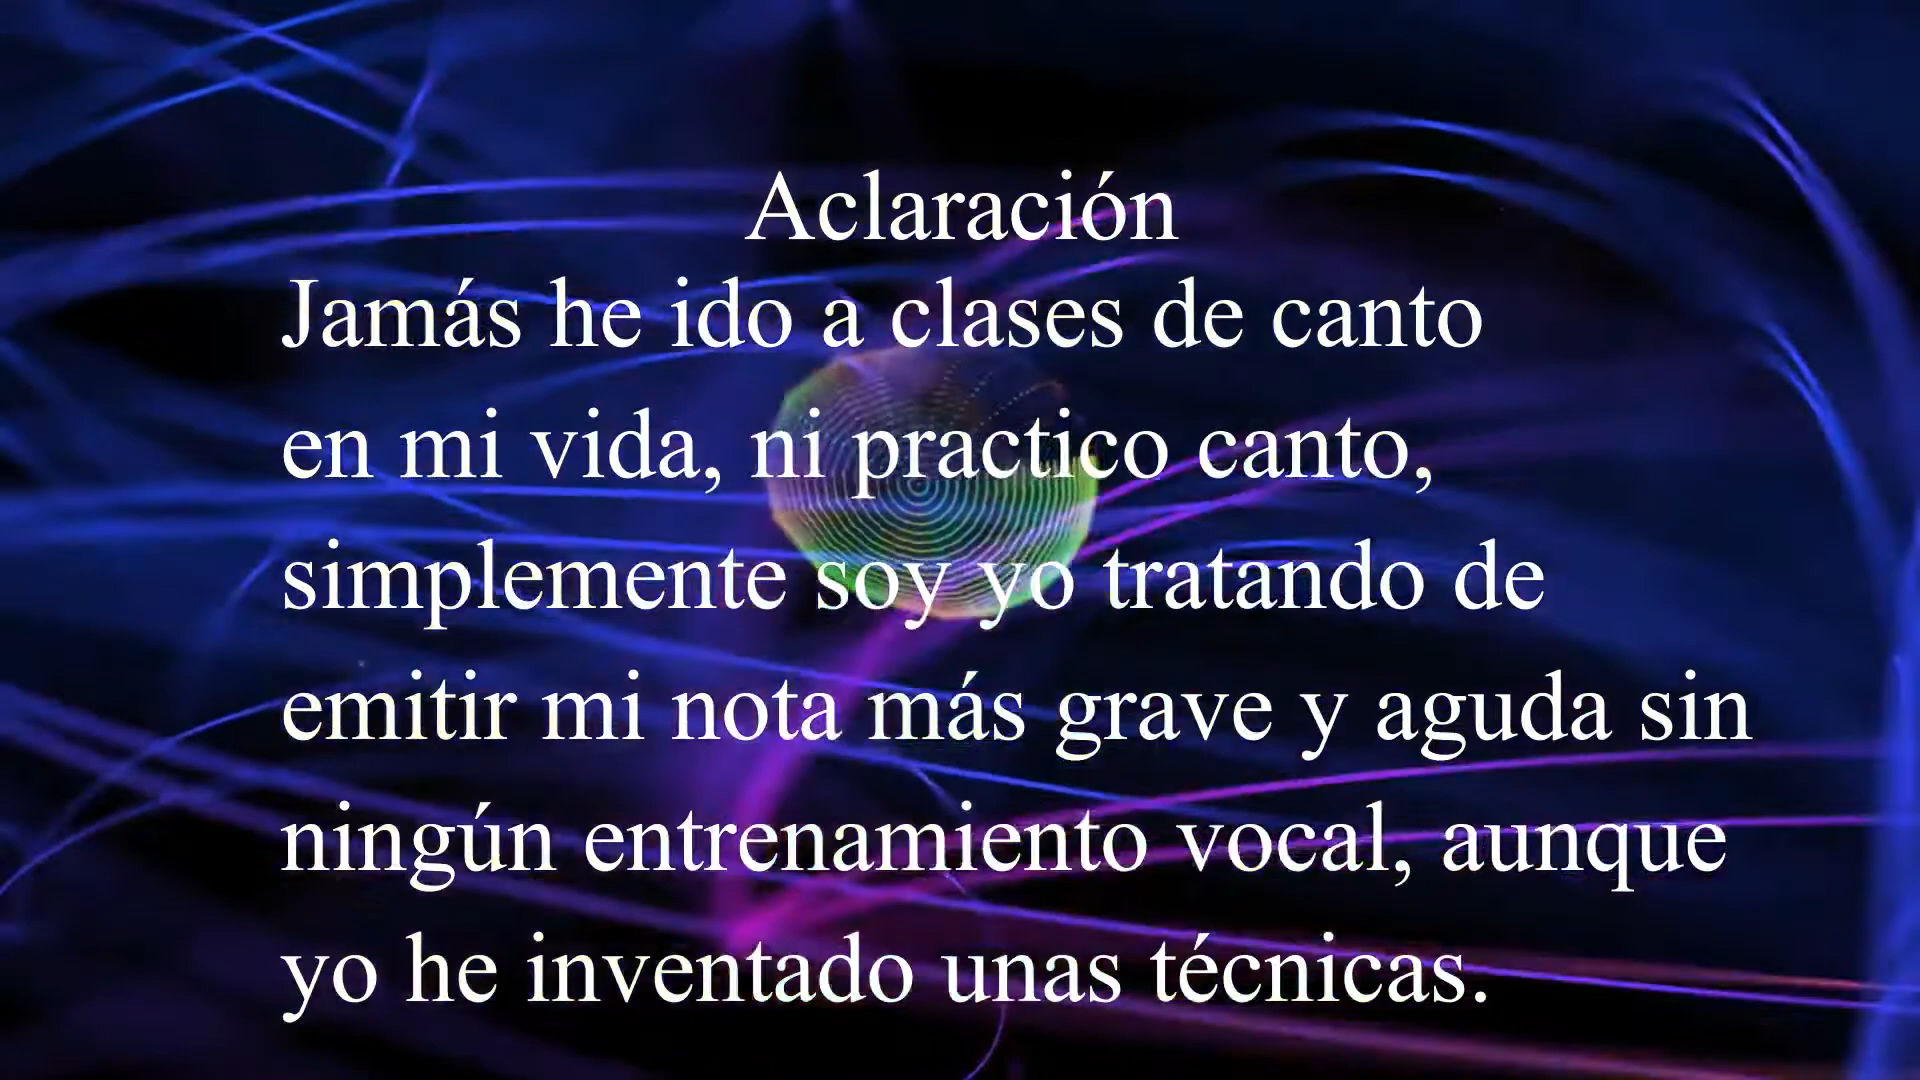 Aclaración
Jamás he ido a clases de canto
en mi vida, ni practico canto,
simplemente soy yo tratando de
emitir mi nota más grave y aguda sin
ningún entrenamiento vocal, aunque
yo he inventado unas técnicas.